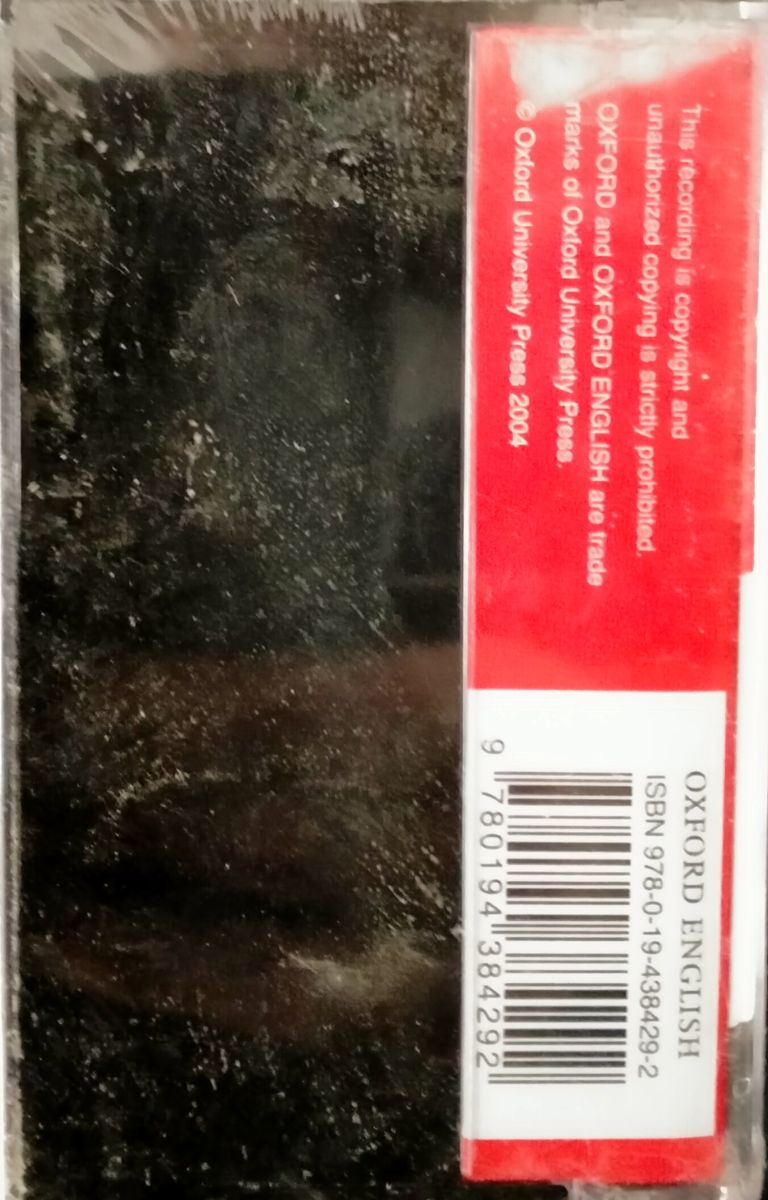 This recording is copyright and
unauthorized copying is strictly prohibited.
OXFORD and OXFORD ENGLISH are trade
marks of Oxford University Press.
© Oxford University Press 2004
OXFORD ENGLISH
ISBN 978-0-19-438429-2
9 780194 384292